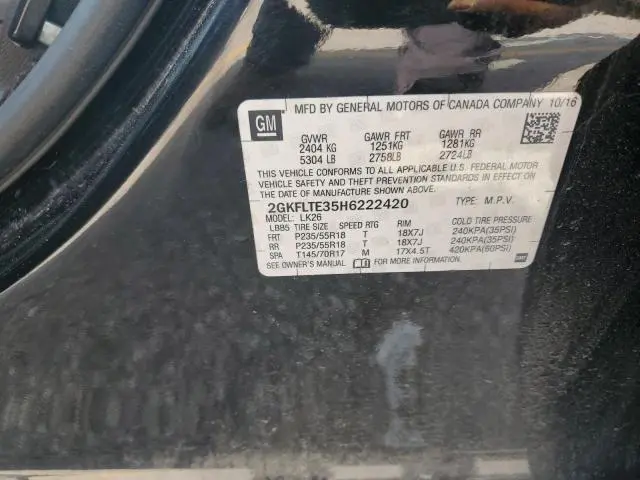 MFD BY GENERAL MOTORS OF CANADA COMPANY 10/16
GM
GVWR GAWR FRT GAWR RR
2404 KG 1251KG 1281KG
5304 LB 2758LB 2724LB
THIS VEHICLE CONFORMS TO ALL APPLICABLE U.S. FEDERAL MOTOR
VEHICLE SAFETY, BUMPER, AND THEFT PREVENTION STANDARDS IN EFFECT ON
THE DATE OF MANUFACTURE SHOWN ABOVE.
2GKFLTE35H6222420 TYPE: M.P.V.
MODEL: LK26
LBB5 TIRE SIZE SPEED RTG RIM COLD TIRE PRESSURE
FRT P235/55R18 T 18X7J 240KPA(35PSI)
RR P235/55R18 T 18X7J 240KPA(35PSI)
SPA T145/70R17 M 17X4.5T 420KPA(60PSI)
SEE OWNER'S MANUAL FOR MORE INFORMATION